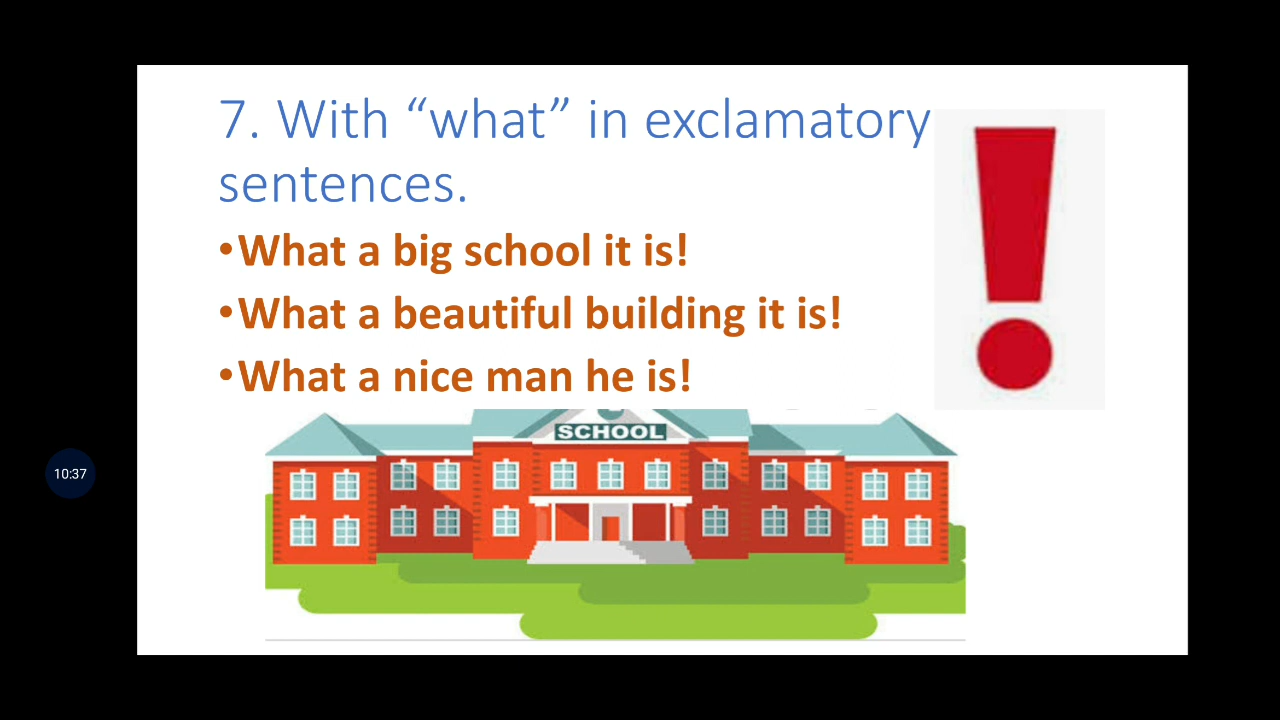 7. With “what” in exclamatory
sentences.
•What a big school it is!
•What a beautiful building it is!
•What a nice man he is!
SCHOOL
10:37